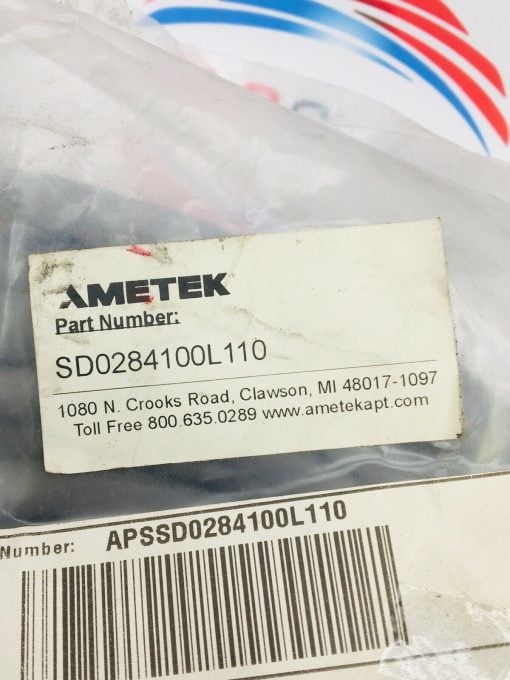 AMETEK
Part Number:
SD0284100L110
1080 N. Crooks Road, Clawson, MI 48017-1097
Toll Free 800.635.0289 www.ametekapt.com
Number: APSSD0284100L110